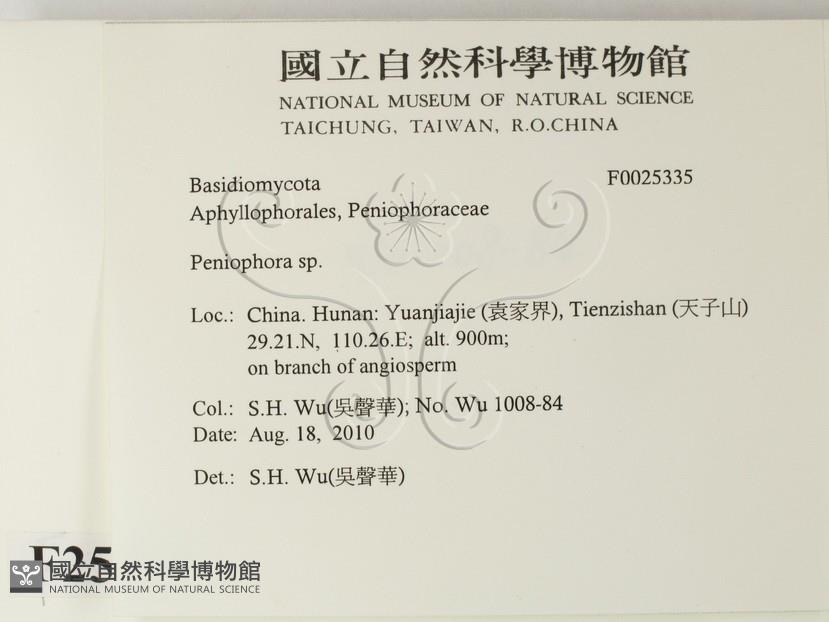 國立自然科學博物館
NATIONAL MUSEUM OF NATURAL SCIENCE
TAICHUNG, TAIWAN, R.O.CHINA
Basidiomycota F0025335
Aphyllophorales, Peniophoraceae
Peniophora sp.
Loc.: China. Hunan: Yuanjiajie (袁家界), Tienzishan (天子山)
29.21.N, 110.26.E; alt. 900m;
on branch of angiosperm
Col.: S.H. Wu(吳聲華); No. Wu 1008-84
Date: Aug. 18, 2010
Det.: S.H. Wu(吳聲華)
F25
國立自然科學博物館
NATIONAL MUSEUM OF NATURAL SCIENCE